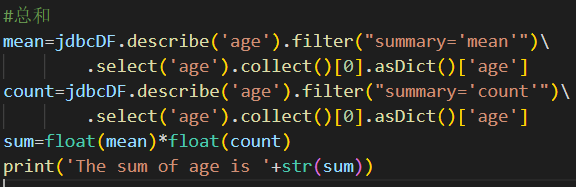 #总和
mean=jdbcDF.describe('age').filter("summary='mean'")\
.select('age').collect()[0].asDict()['age']
count=jdbcDF.describe('age').filter("summary='count'")\
.select('age').collect()[0].asDict()['age']
sum=float(mean)*float(count)
print('The sum of age is '+str(sum))